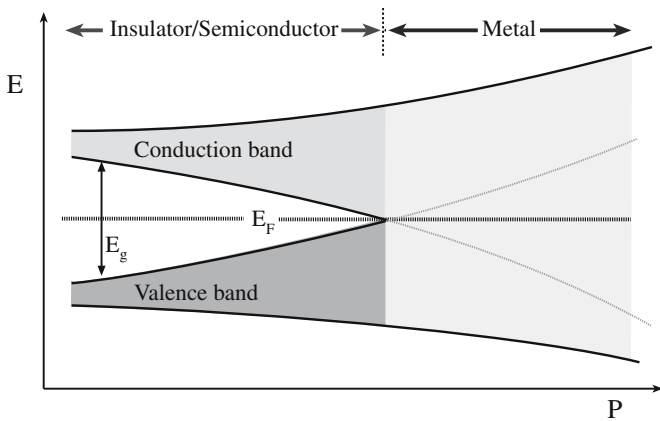 Insulator/Semiconductor
Metal
E
Conduction band
E_F
E_g
Valence band
P